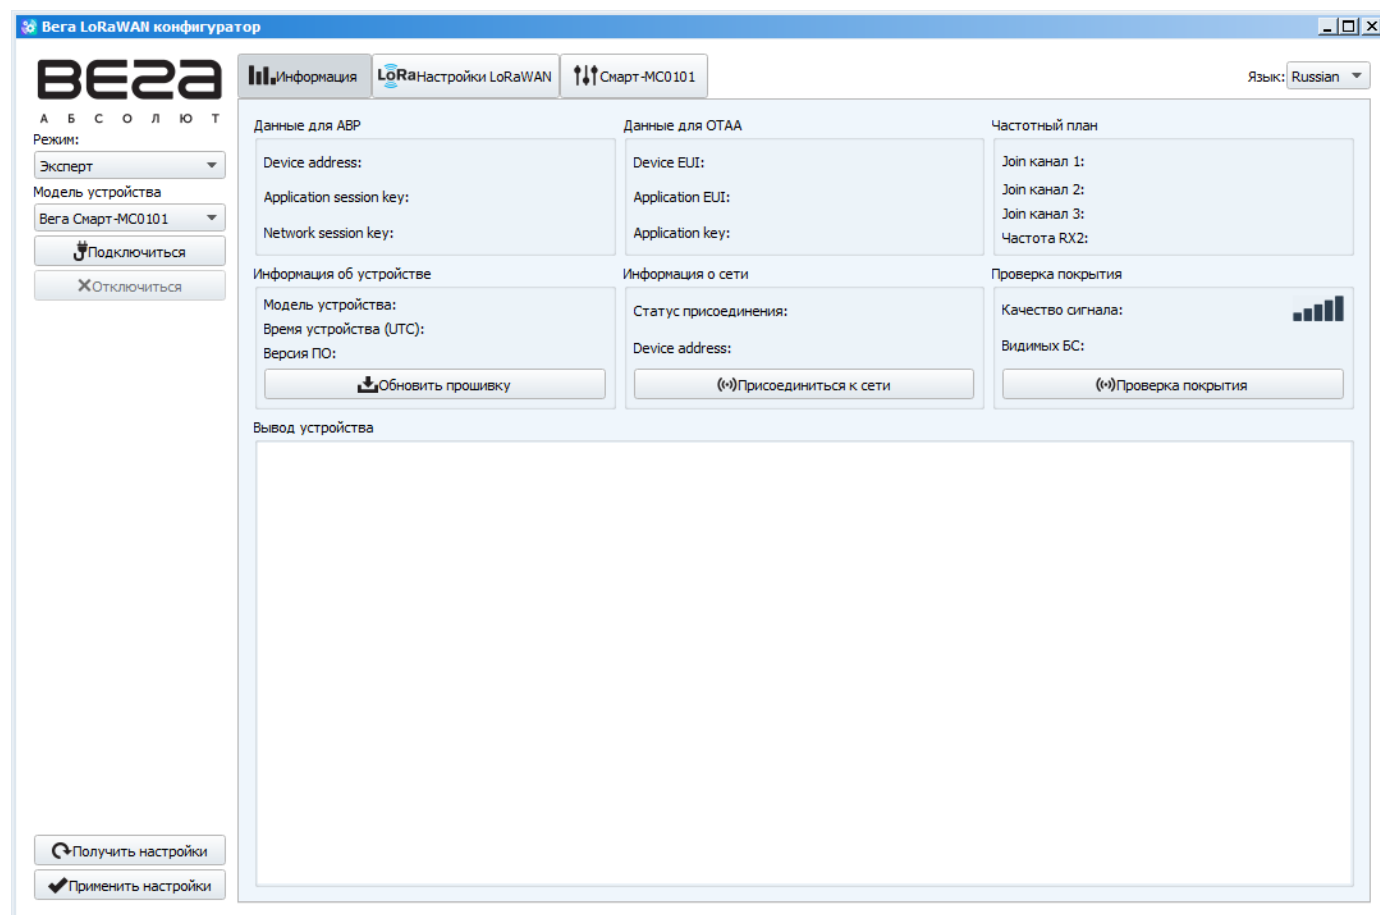 Вега LoRaWAN конфигуратор
ВЕГА
АБСОЛЮТ
Режим:
Эксперт
Модель устройства
Вега Смарт-МС0101
Подключиться
Отключиться
Получить настройки
Применить настройки
Информация
LoRa Настройки LoRaWAN
Смарт-МС0101
Язык: Russian
Данные для ABP
Device address:
Application session key:
Network session key:
Данные для OTAA
Device EUI:
Application EUI:
Application key:
Частотный план
Join канал 1:
Join канал 2:
Join канал 3:
Частота RX2:
Информация об устройстве
Модель устройства:
Время устройства (UTC):
Версия ПО:
Обновить прошивку
Информация о сети
Статус присоединения:
Device address:
Присоединиться к сети
Проверка покрытия
Качество сигнала:
Видимых БС:
Проверка покрытия
Вывод устройства